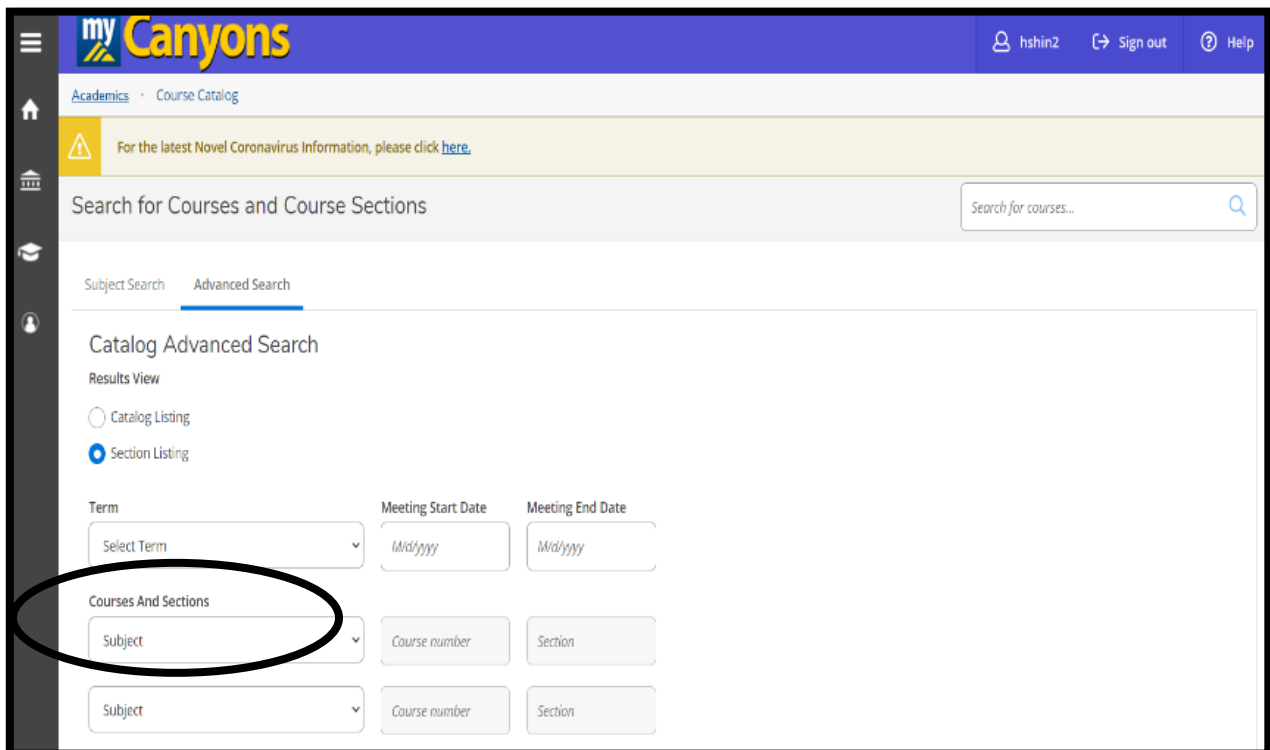 my Canyons
hshin2 Sign out Help
Academics · Course Catalog
For the latest Novel Coronavirus Information, please click here.
Search for Courses and Course Sections
Search for courses...
Subject Search Advanced Search
Catalog Advanced Search
Results View
Catalog Listing
Section Listing
Term Meeting Start Date Meeting End Date
Select Term M/d/yyyy M/d/yyyy
Courses And Sections
Subject Course number Section
Subject Course number Section